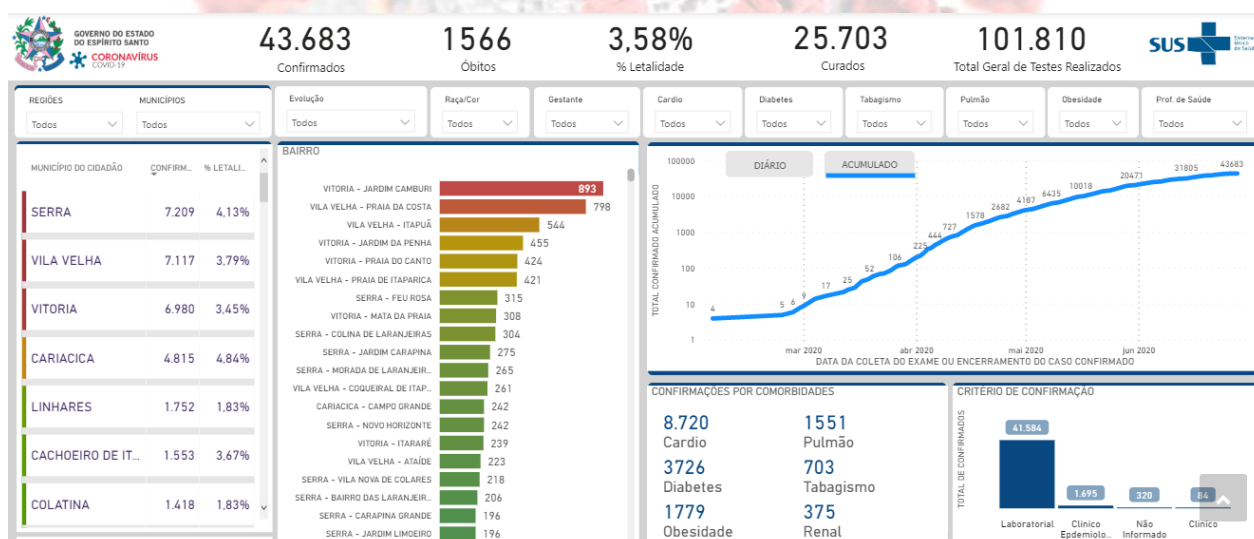 GOVERNO DO ESTADO
DO ESPÍRITO SANTO
CORONAVÍRUS
COVID-19
43.683
Confirmados
1566
Óbitos
3,58%
% Letalidade
25.703
Curados
101.810
Total Geral de Testes Realizados
SUS
REGIÕES
Todos
MUNICÍPIOS
Todos
Evolução
Todos
Raça/Cor
Todos
Gestante
Todos
Cardio
Todos
Diabetes
Todos
Tabagismo
Todos
Pulmão
Todos
Obesidade
Todos
Prof. de Saúde
Todos
MUNICÍPIO DO CIDADÃO CONFIRM... % LETALI...
SERRA 7.209 4,13%
VILA VELHA 7.117 3,79%
VITORIA 6.980 3,45%
CARIACICA 4.815 4,84%
LINHARES 1.752 1,83%
CACHOEIRO DE IT... 1.553 3,67%
COLATINA 1.418 1,83%
BAIRRO
VITORIA - JARDIM CAMBURI 893
VILA VELHA - PRAIA DA COSTA 798
VILA VELHA - ITAPUÃ 544
VITORIA - JARDIM DA PENHA 455
VITORIA - PRAIA DO CANTO 424
VILA VELHA - PRAIA DE ITAPARICA 421
SERRA - FEU ROSA 315
VITORIA - MATA DA PRAIA 308
SERRA - COLINA DE LARANJEIRAS 304
SERRA - JARDIM CARAPINA 275
SERRA - MORADA DE LARANJEIR... 265
VILA VELHA - COQUEIRAL DE ITAP... 261
CARIACICA - CAMPO GRANDE 242
SERRA - NOVO HORIZONTE 242
VITORIA - ITARARÉ 239
VILA VELHA - ATAÍDE 223
SERRA - VILA NOVA DE COLARES 218
SERRA - BAIRRO DAS LARANJEIR... 206
SERRA - CARAPINA GRANDE 196
SERRA - JARDIM LIMOEIRO 196
DIÁRIO
ACUMULADO
TOTAL CONFIRMADO ACUMULADO
100000
10000
1000
100
10
1
4
5
6
9
17
25
52
106
225
444
727
1578
2682
4187
6435
10018
20471
31805
43683
mar 2020
abr 2020
mai 2020
jun 2020
DATA DA COLETA DO EXAME OU ENCERRAMENTO DO CASO CONFIRMADO
CONFIRMAÇÕES POR COMORBIDADES
8.720
Cardio
1551
Pulmão
3726
Diabetes
703
Tabagismo
1779
Obesidade
375
Renal
CRITÉRIO DE CONFIRMAÇÃO
TOTAL DE CONFIRMADOS
41.584
1.695
320
84
Laboratorial
Clinico
Epdemiolo...
Não
Informado
Clinico